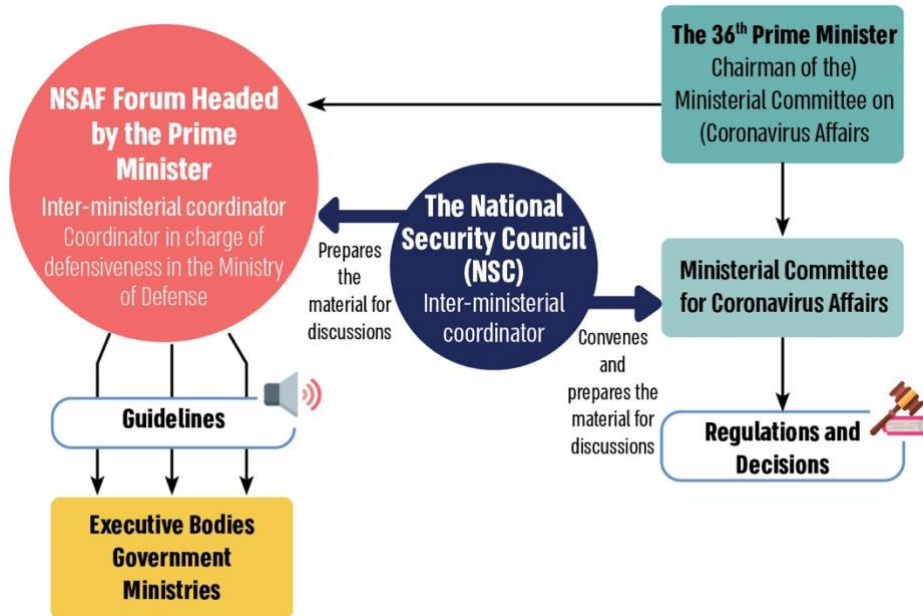 NSAF Forum Headed
by the Prime
Minister
Inter-ministerial coordinator
Coordinator in charge of
defensiveness in the Ministry
of Defense
The 36th Prime Minister
Chairman of the)
Ministerial Committee on
(Coronavirus Affairs
The National
Security Council
(NSC)
Inter-ministerial
coordinator
Prepares
the
material for
discussions
Ministerial Committee
for Coronavirus Affairs
Convenes
and
prepares the
material for
discussions
Guidelines
Regulations and
Decisions
Executive Bodies
Government
Ministries